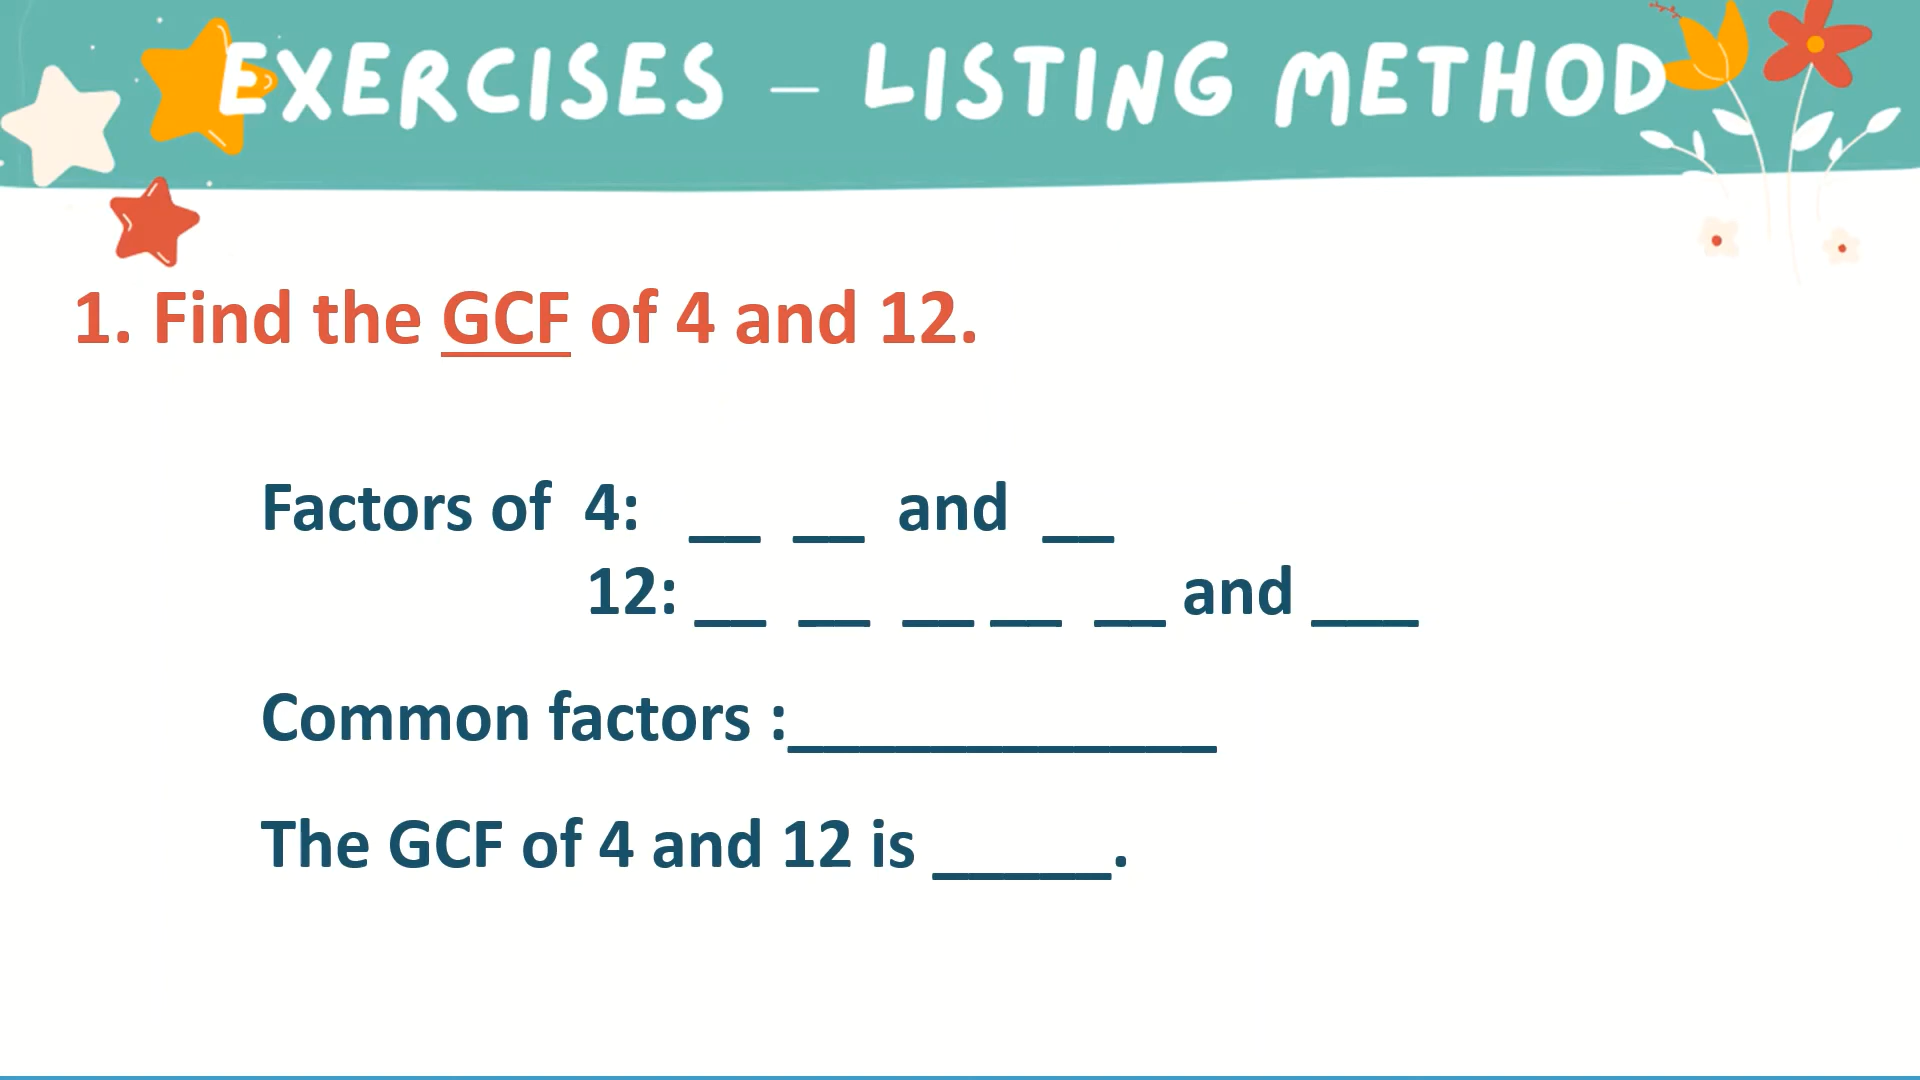 EXERCISES – LISTING METHOD
1. Find the GCF of 4 and 12.
Factors of 4: __ __ and __
12: __ __ __ __ __ and ___
Common factors :____________
The GCF of 4 and 12 is _____.